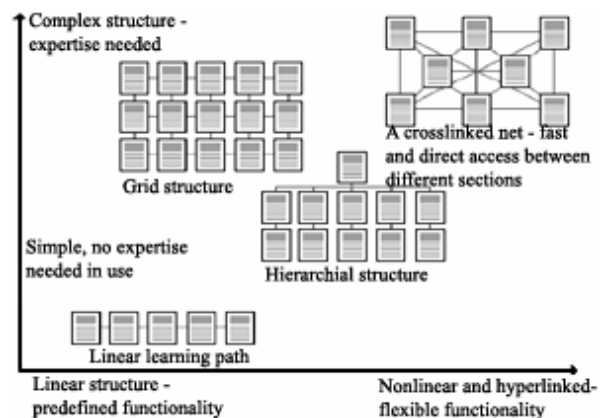 Complex structure -
expertise needed
A crosslinked net - fast
and direct access between
different sections
Grid structure
Simple, no expertise
needed in use
Hierarchial structure
Linear learning path
Linear structure -
predefined functionality
Nonlinear and hyperlinked-
flexible functionality